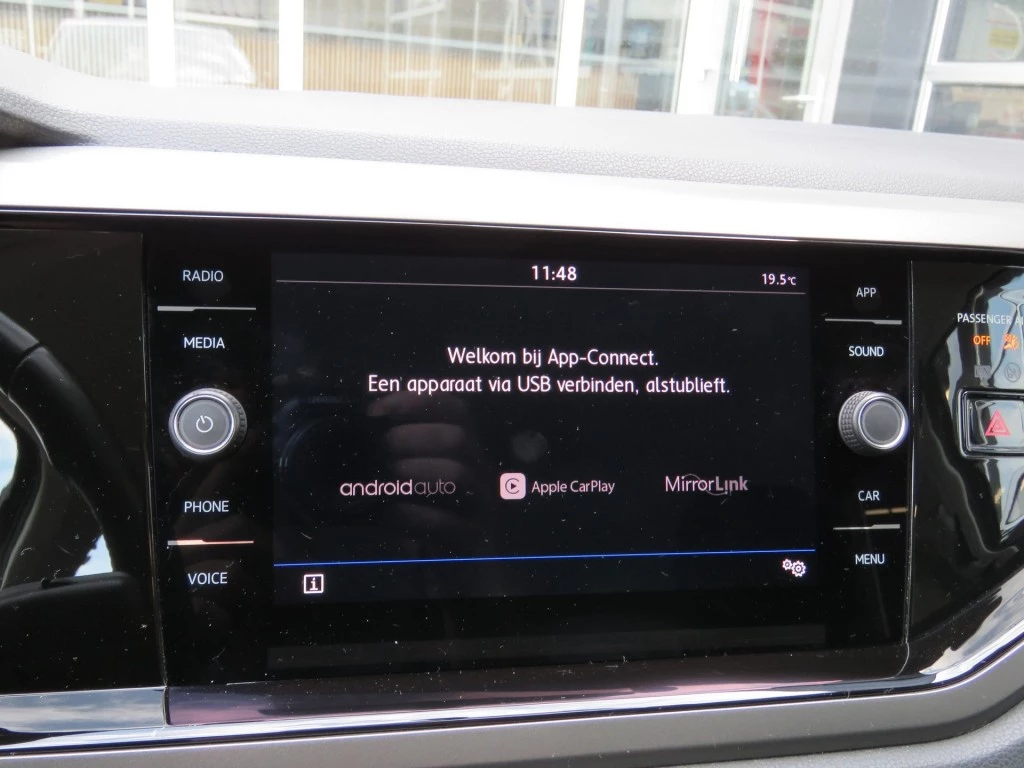 RADIO
MEDIA
PHONE
VOICE
11:48
19.5°C
Welkom bij App-Connect.
Een apparaat via USB verbinden, alstublieft.
androidauto
Apple CarPlay
MirrorLink
i
APP
SOUND
CAR
MENU
PASSENGER
OFF